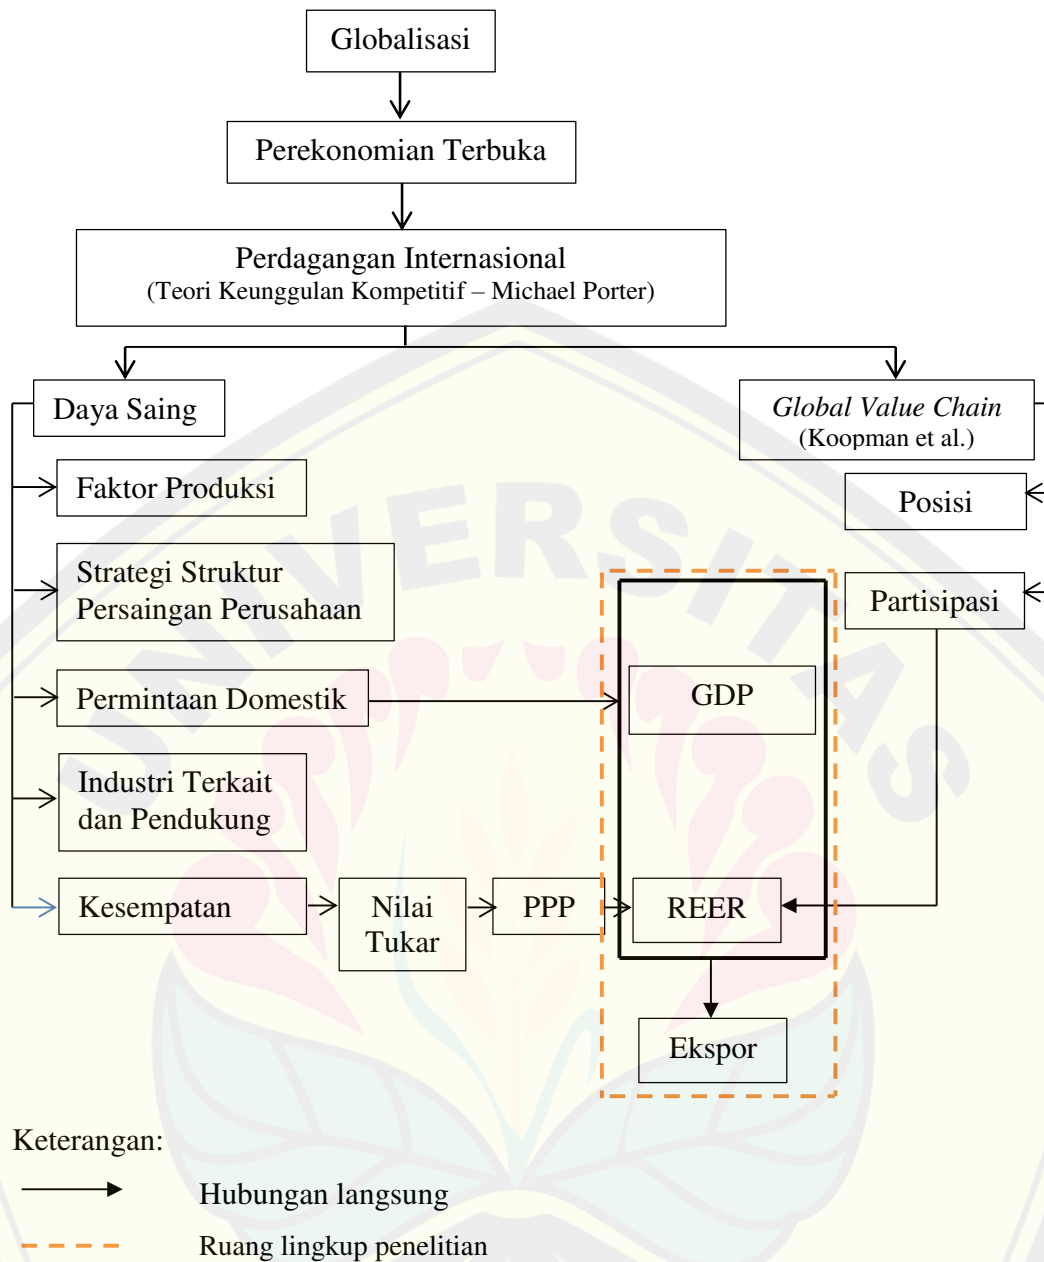 Globalisasi
Perekonomian Terbuka
Perdagangan Internasional
(Teori Keunggulan Kompetitif – Michael Porter)
Daya Saing
Global Value Chain
(Koopman et al.)
Faktor Produksi
Posisi
Strategi Struktur
Persaingan Perusahaan
Partisipasi
Permintaan Domestik
GDP
Industri Terkait
dan Pendukung
Kesempatan
Nilai
Tukar
PPP
REER
Ekspor
Keterangan:
Hubungan langsung
Ruang lingkup penelitian
UNIVERSITAS